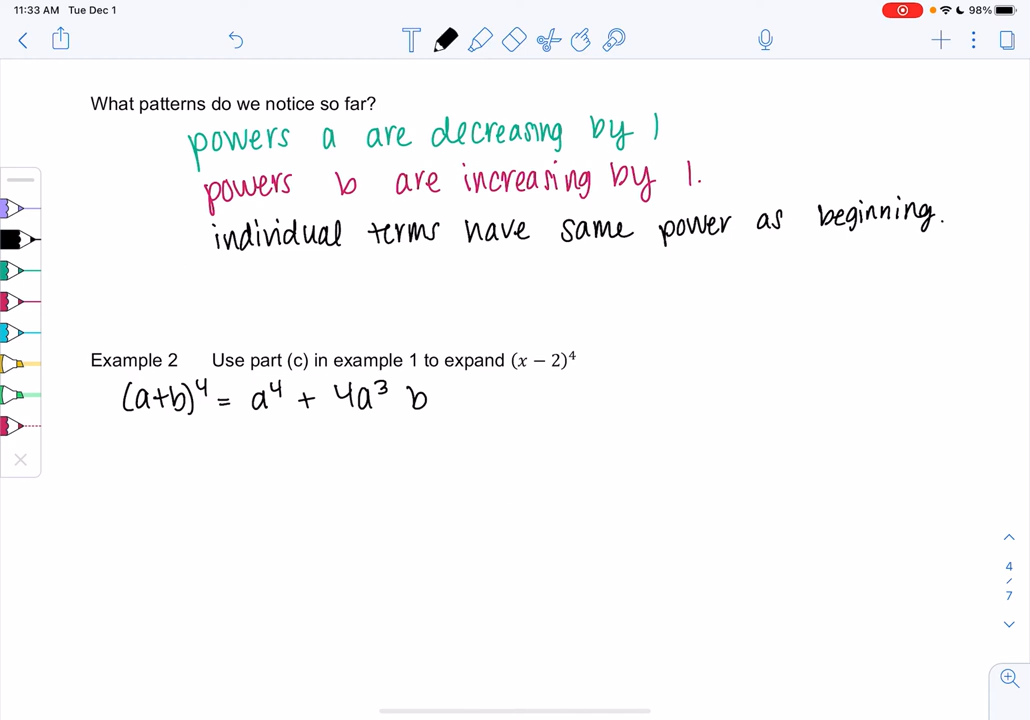 11:33 AM Tue Dec 1
98%
What patterns do we notice so far?
powers a are decreasing by 1
powers b are increasing by 1.
individual terms have same power as beginning.
Example 2 Use part (c) in example 1 to expand (x − 2)⁴
(a+b)⁴ = a⁴ + 4a³ b
4
/
7